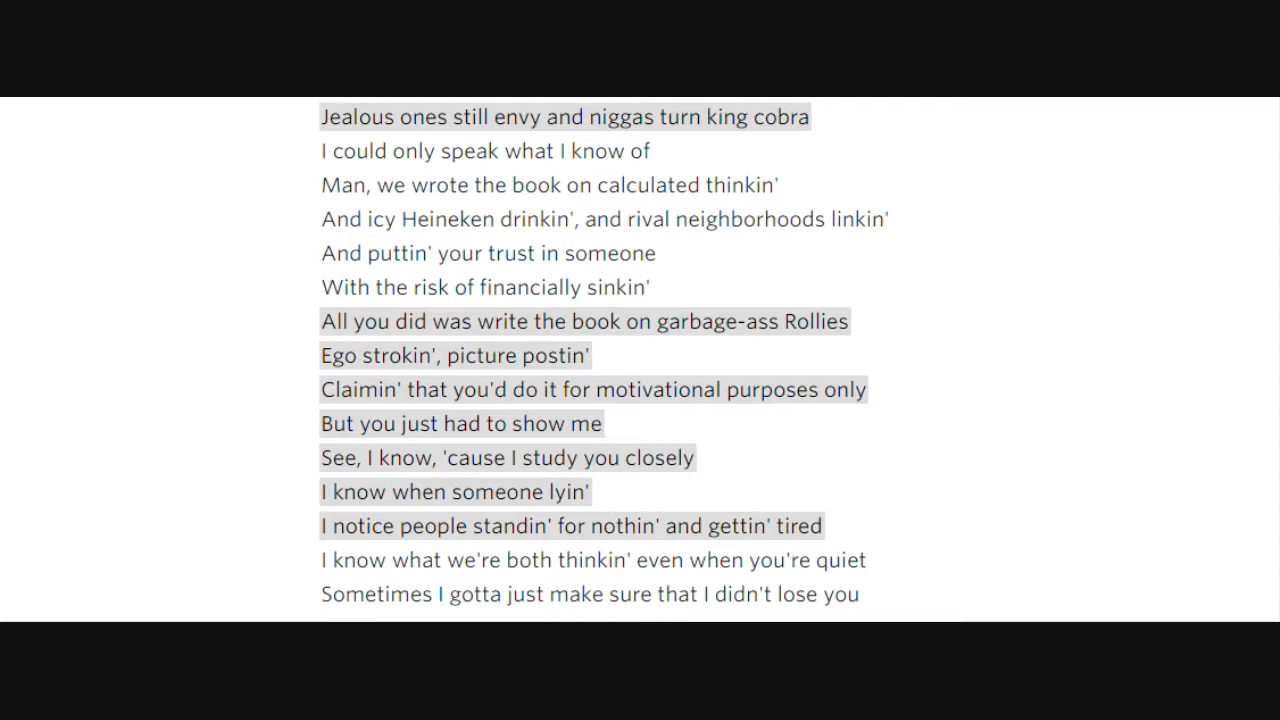 Jealous ones still envy and niggas turn king cobra
I could only speak what I know of
Man, we wrote the book on calculated thinkin'
And icy Heineken drinkin', and rival neighborhoods linkin'
And puttin' your trust in someone
With the risk of financially sinkin'
All you did was write the book on garbage-ass Rollies
Ego strokin', picture postin'
Claimin' that you'd do it for motivational purposes only
But you just had to show me
See, I know, 'cause I study you closely
I know when someone lyin'
I notice people standin' for nothin' and gettin' tired
I know what we're both thinkin' even when you're quiet
Sometimes I gotta just make sure that I didn't lose you